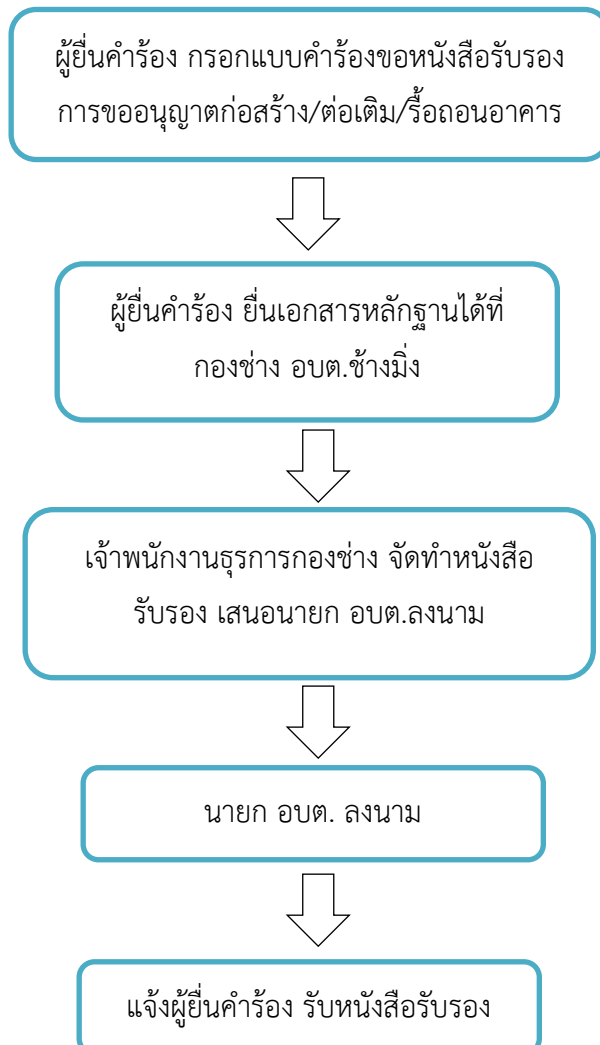 ผู้ยื่นคำร้อง กรอกแบบคำร้องขอหนังสือรับรอง
การขออนุญาตก่อสร้าง/ต่อเติม/รื้อถอนอาคาร
ผู้ยื่นคำร้อง ยื่นเอกสารหลักฐานได้ที่
กองช่าง อบต.ช้างมิ่ง
เจ้าพนักงานธุรการกองช่าง จัดทำหนังสือ
รับรอง เสนอนายก อบต.ลงนาม
นายก อบต. ลงนาม
แจ้งผู้ยื่นคำร้อง รับหนังสือรับรอง